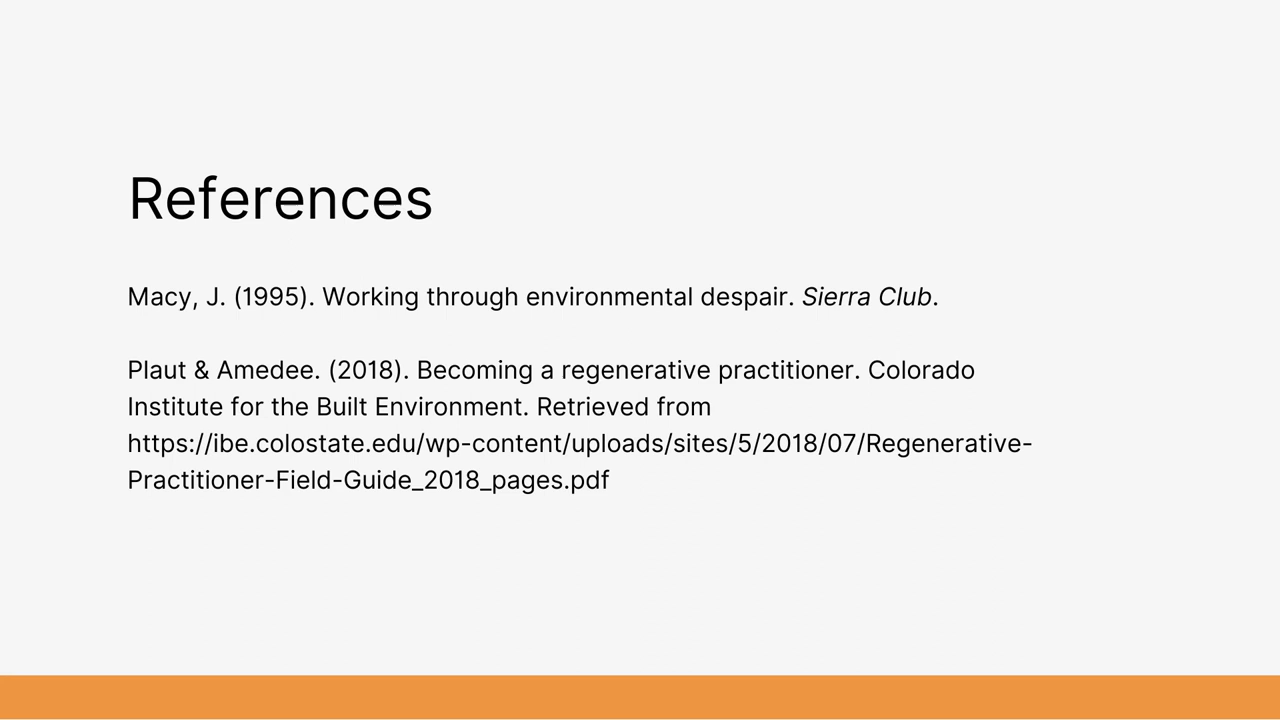 References
Macy, J. (1995). Working through environmental despair. Sierra Club.
Plaut & Amedee. (2018). Becoming a regenerative practitioner. Colorado
Institute for the Built Environment. Retrieved from
https://ibe.colostate.edu/wp-content/uploads/sites/5/2018/07/Regenerative-
Practitioner-Field-Guide_2018_pages.pdf